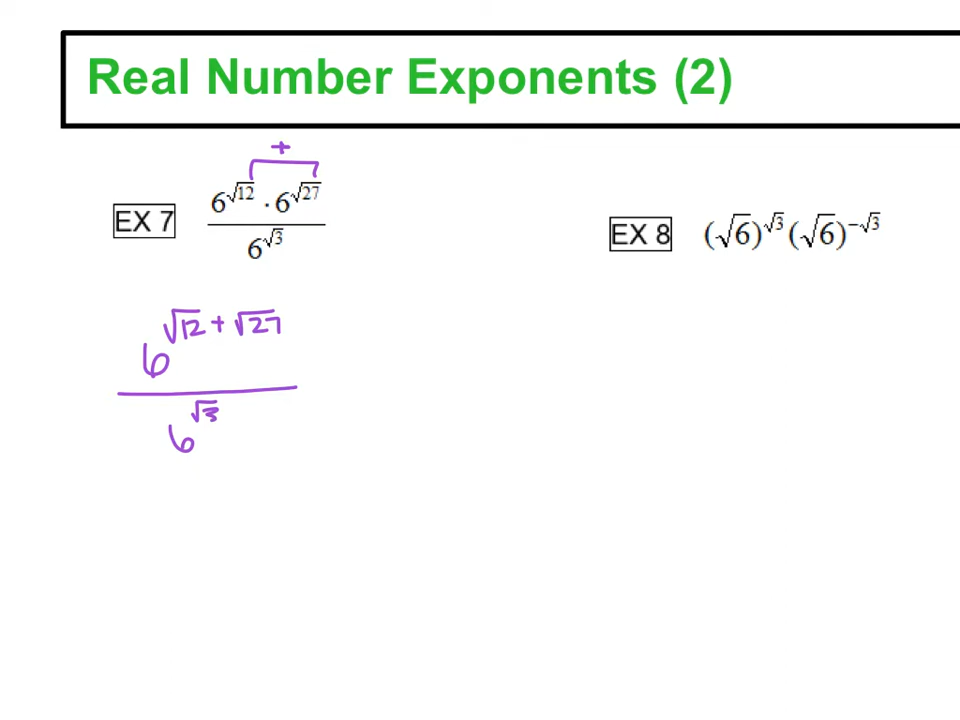 Real Number Exponents (2)
+
EX 7 6^√12 · 6^√27
6^√3
EX 8 (√6)^√3 (√6)^−√3
6^√12 + √27
6^√3